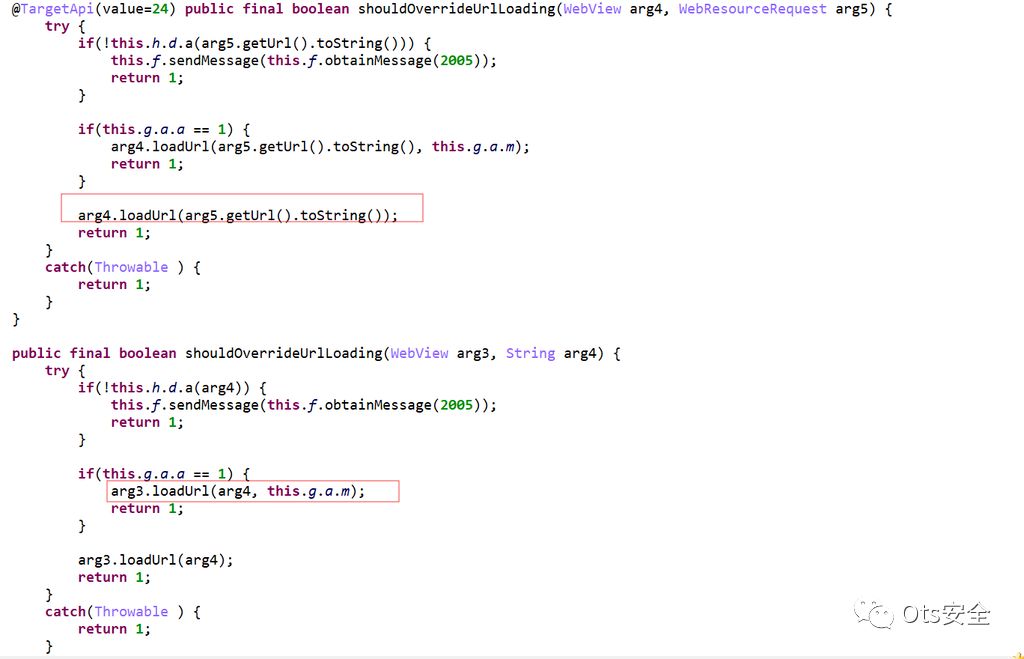 @TargetApi(value=24) public final boolean shouldOverrideUrlLoading(WebView arg4, WebResourceRequest arg5) {
try {
if(!this.h.d.a(arg5.getUrl().toString())) {
this.f.sendMessage(this.f.obtainMessage(2005));
return 1;
}
if(this.g.a.a == 1) {
arg4.loadUrl(arg5.getUrl().toString(), this.g.a.m);
return 1;
}
arg4.loadUrl(arg5.getUrl().toString());
return 1;
}
catch(Throwable ) {
return 1;
}
}
public final boolean shouldOverrideUrlLoading(WebView arg3, String arg4) {
try {
if(!this.h.d.a(arg4)) {
this.f.sendMessage(this.f.obtainMessage(2005));
return 1;
}
if(this.g.a.a == 1) {
arg3.loadUrl(arg4, this.g.a.m);
return 1;
}
arg3.loadUrl(arg4);
return 1;
}
catch(Throwable ) {
return 1;
}
Ots安全